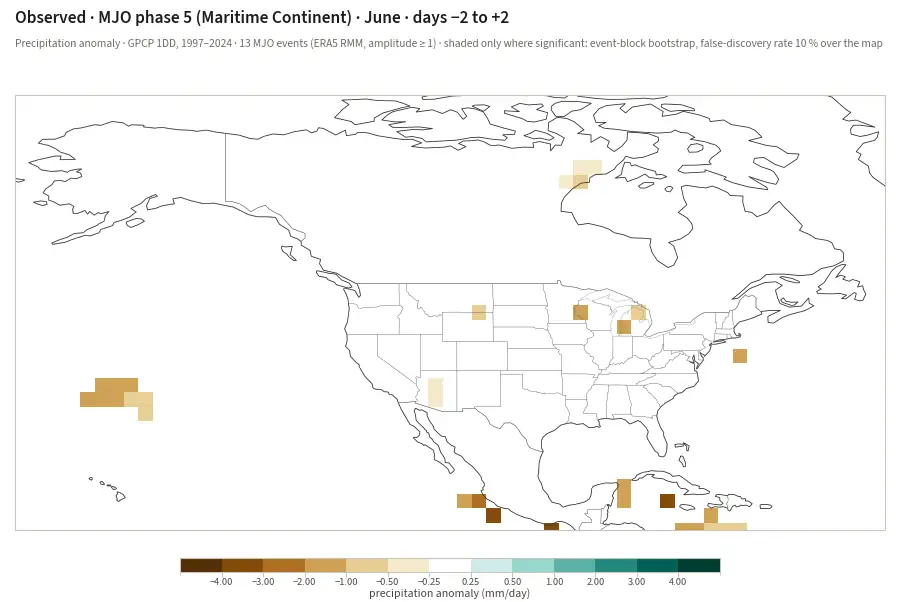 Observed · MJO phase 5 (Maritime Continent) · June · days −2 to +2
Precipitation anomaly · GPCP 1DD, 1997–2024 · 13 MJO events (ERA5 RMM, amplitude ≥ 1) · shaded only where significant: event-block bootstrap, false-discovery rate 10 % over the map
−4.00 −3.00 −2.00 −1.00 −0.50 −0.25 0.25 0.50 1.00 2.00 3.00 4.00
precipitation anomaly (mm/day)